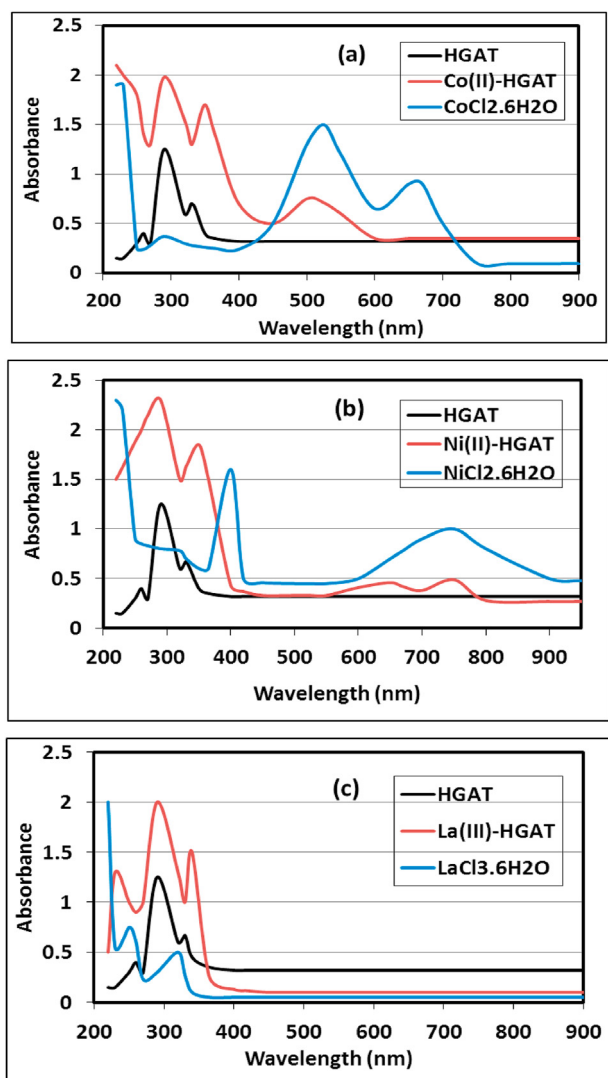 2.5
(a)
HGAT
2
Co(II)-HGAT
CoCl2.6H2O
1.5
Absorbance
1
0.5
0
200 300 400 500 600 700 800 900
Wavelength (nm)
2.5
(b)
HGAT
2
Ni(II)-HGAT
NiCl2.6H2O
1.5
Absorbance
1
0.5
0
200 300 400 500 600 700 800 900
Wavelength (nm)
2.5
(c)
HGAT
2
La(III)-HGAT
LaCl3.6H2O
1.5
Absorbance
1
0.5
0
200 300 400 500 600 700 800 900
Wavelength (nm)